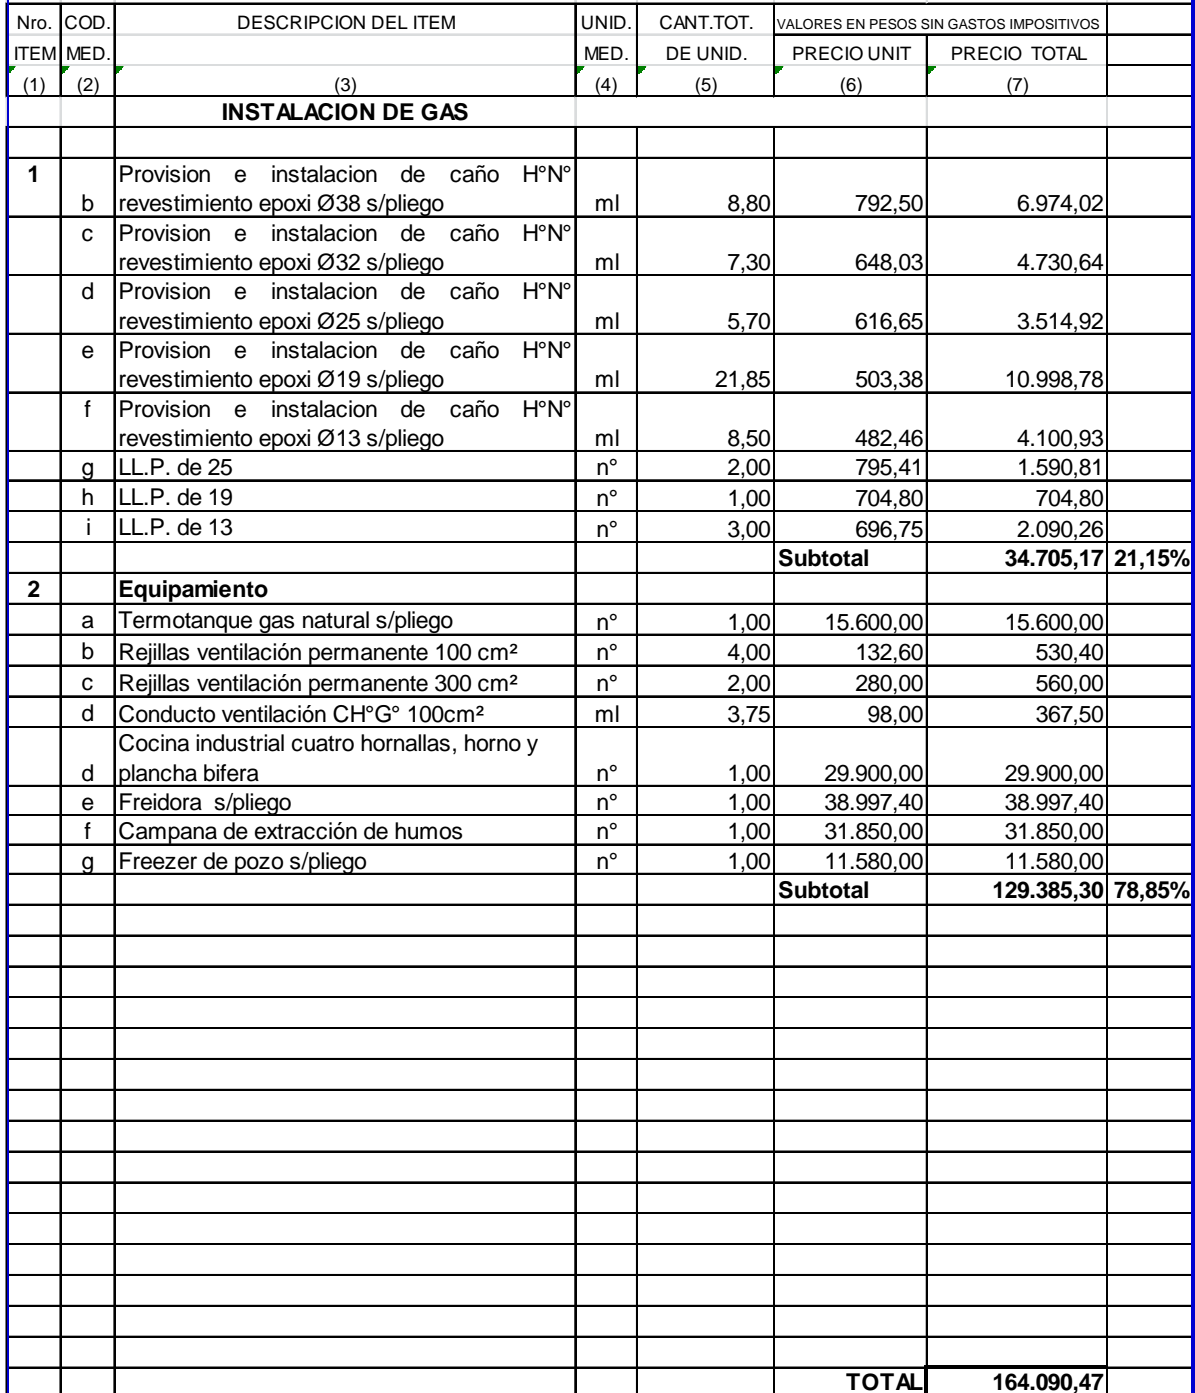 Nro. COD. DESCRIPCION DEL ITEM UNID. CANT.TOT. VALORES EN PESOS SIN GASTOS IMPOSITIVOS
ITEM MED. MED. DE UNID. PRECIO UNIT PRECIO TOTAL
(1) (2) (3) (4) (5) (6) (7)
INSTALACION DE GAS
1 Provision e instalacion de caño H°N°
b revestimiento epoxi Ø38 s/pliego ml 8,80 792,50 6.974,02
c Provision e instalacion de caño H°N°
revestimiento epoxi Ø32 s/pliego ml 7,30 648,03 4.730,64
d Provision e instalacion de caño H°N°
revestimiento epoxi Ø25 s/pliego ml 5,70 616,65 3.514,92
e Provision e instalacion de caño H°N°
revestimiento epoxi Ø19 s/pliego ml 21,85 503,38 10.998,78
f Provision e instalacion de caño H°N°
revestimiento epoxi Ø13 s/pliego ml 8,50 482,46 4.100,93
g LL.P. de 25 n° 2,00 795,41 1.590,81
h LL.P. de 19 n° 1,00 704,80 704,80
i LL.P. de 13 n° 3,00 696,75 2.090,26
Subtotal 34.705,17 21,15%
2 Equipamiento
a Termotanque gas natural s/pliego n° 1,00 15.600,00 15.600,00
b Rejillas ventilación permanente 100 cm² n° 4,00 132,60 530,40
c Rejillas ventilación permanente 300 cm² n° 2,00 280,00 560,00
d Conducto ventilación CH°G° 100cm² ml 3,75 98,00 367,50
Cocina industrial cuatro hornallas, horno y
d plancha bifera n° 1,00 29.900,00 29.900,00
e Freidora s/pliego n° 1,00 38.997,40 38.997,40
f Campana de extracción de humos n° 1,00 31.850,00 31.850,00
g Freezer de pozo s/pliego n° 1,00 11.580,00 11.580,00
Subtotal 129.385,30 78,85%
TOTAL 164.090,47